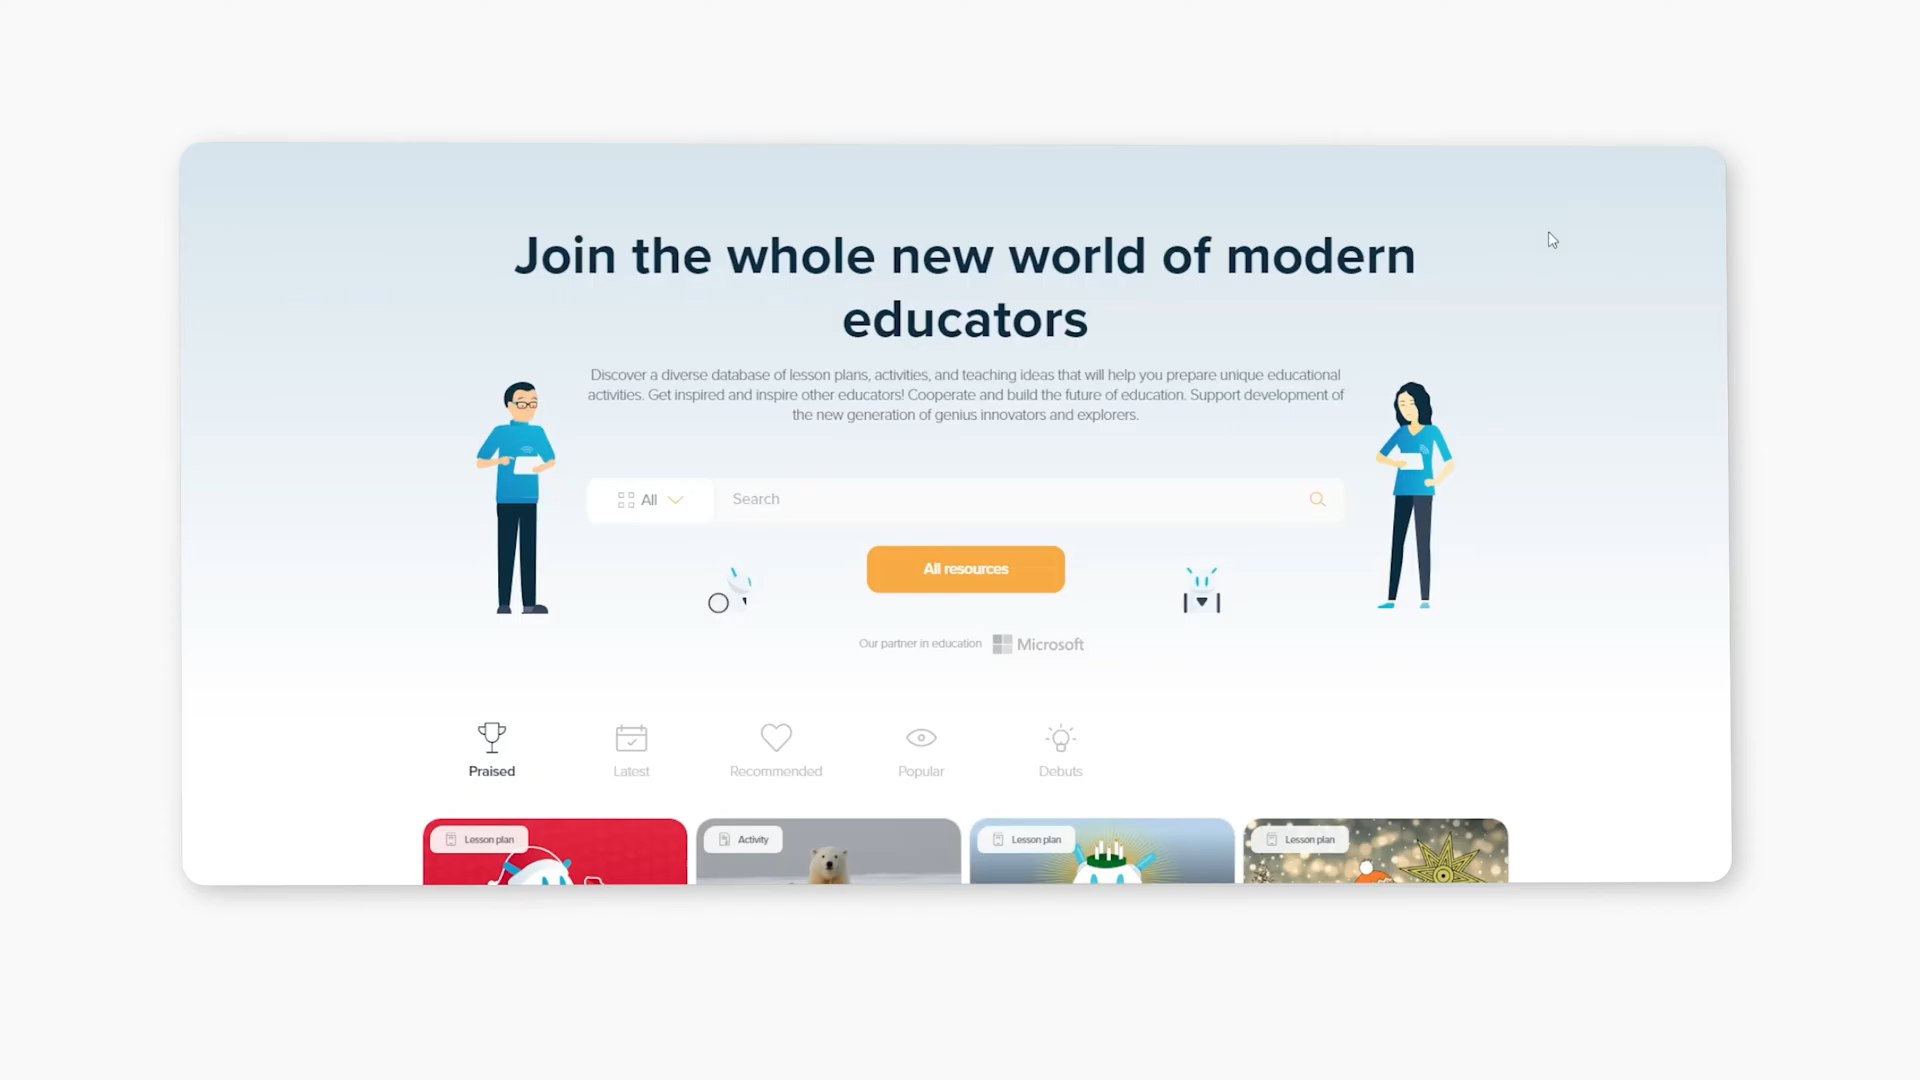 Join the whole new world of modern
educators
Discover a diverse database of lesson plans, activities, and teaching ideas that will help you prepare unique educational
activities. Get inspired and inspire other educators! Cooperate and build the future of education. Support development of
the new generation of genius innovators and explorers.
All
Search
All resources
Our partner in education Microsoft
Praised
Latest
Recommended
Popular
Debuts
Lesson plan
Activity
Lesson plan
Lesson plan